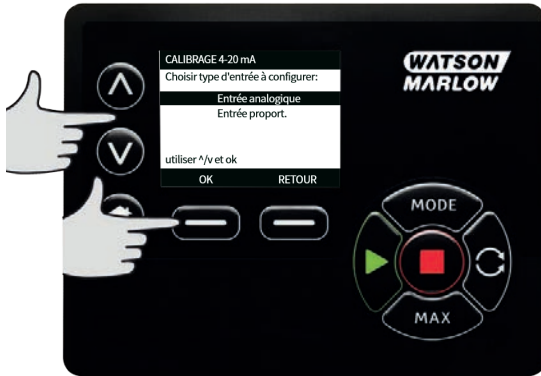 CALIBRAGE 4-20 mA
Choisir type d'entrée à configurer:
Entrée analogique
Entrée proport.
utiliser ^/v et ok
OK RETOUR
WATSON
MARLOW
MODE
MAX